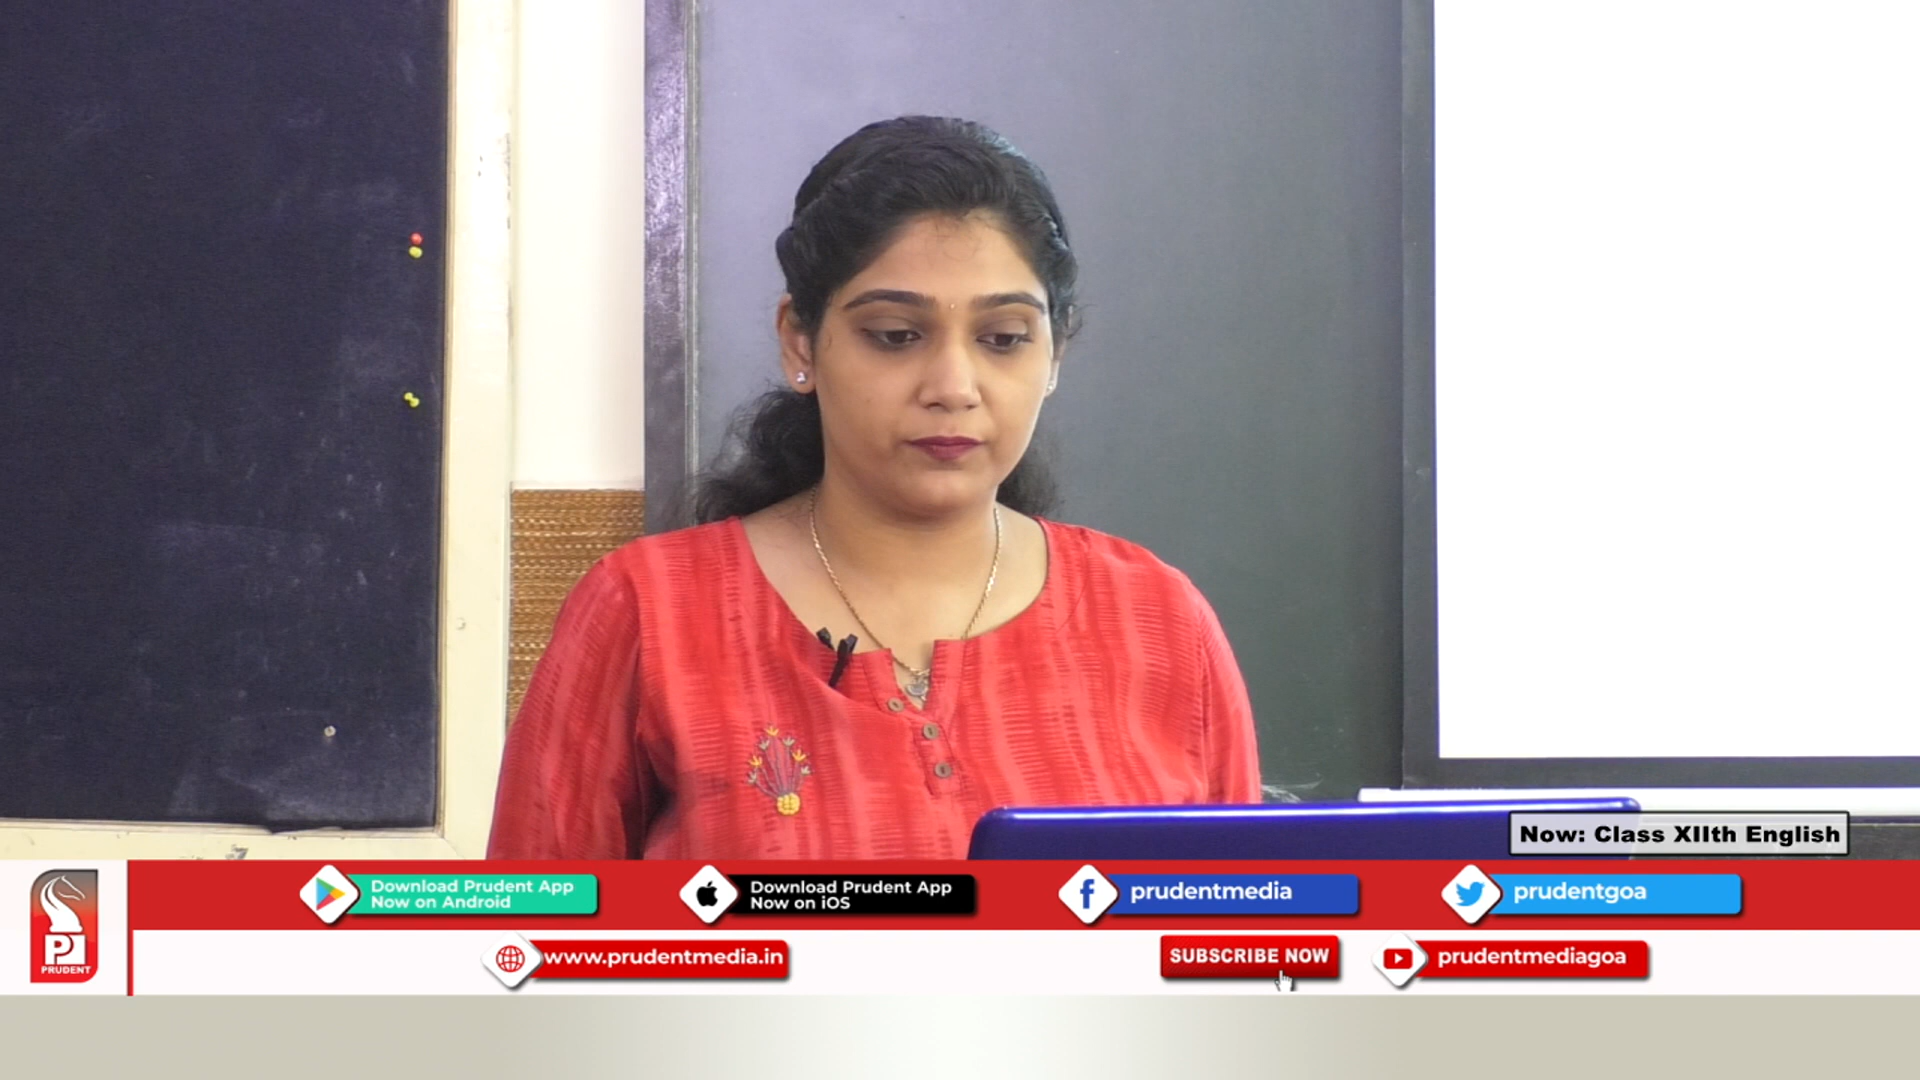 Now: Class XIIth English
Download Prudent App
Now on Android
Download Prudent App
Now on iOS
prudentmedia
prudentgoa
PRUDENT
www.prudentmedia.in
SUBSCRIBE NOW
prudentmediagoa